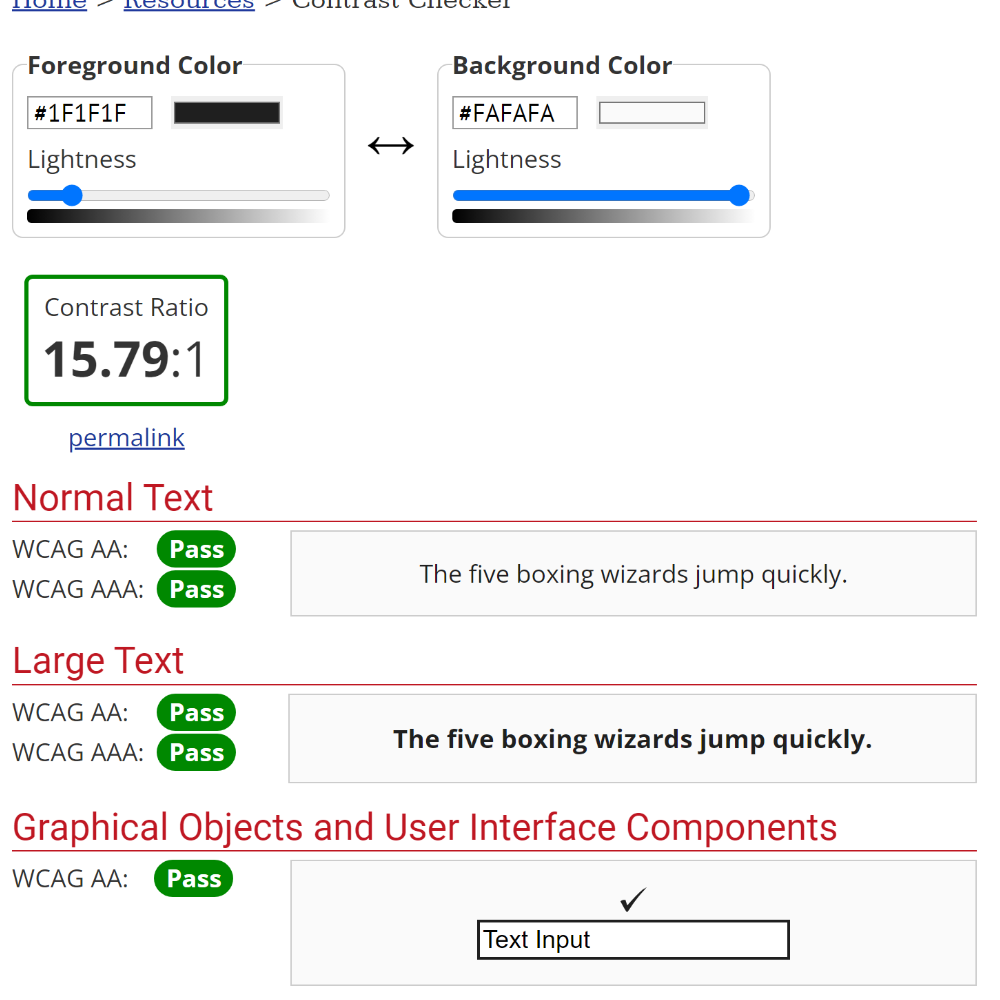 Home > Resources > Contrast Checker
Foreground Color
Background Color
#1F1F1F
#FAFAFA
Lightness
Lightness
Contrast Ratio
15.79:1
permalink
Normal Text
WCAG AA: Pass
WCAG AAA: Pass
The five boxing wizards jump quickly.
Large Text
WCAG AA: Pass
WCAG AAA: Pass
The five boxing wizards jump quickly.
Graphical Objects and User Interface Components
WCAG AA: Pass
✓
Text Input